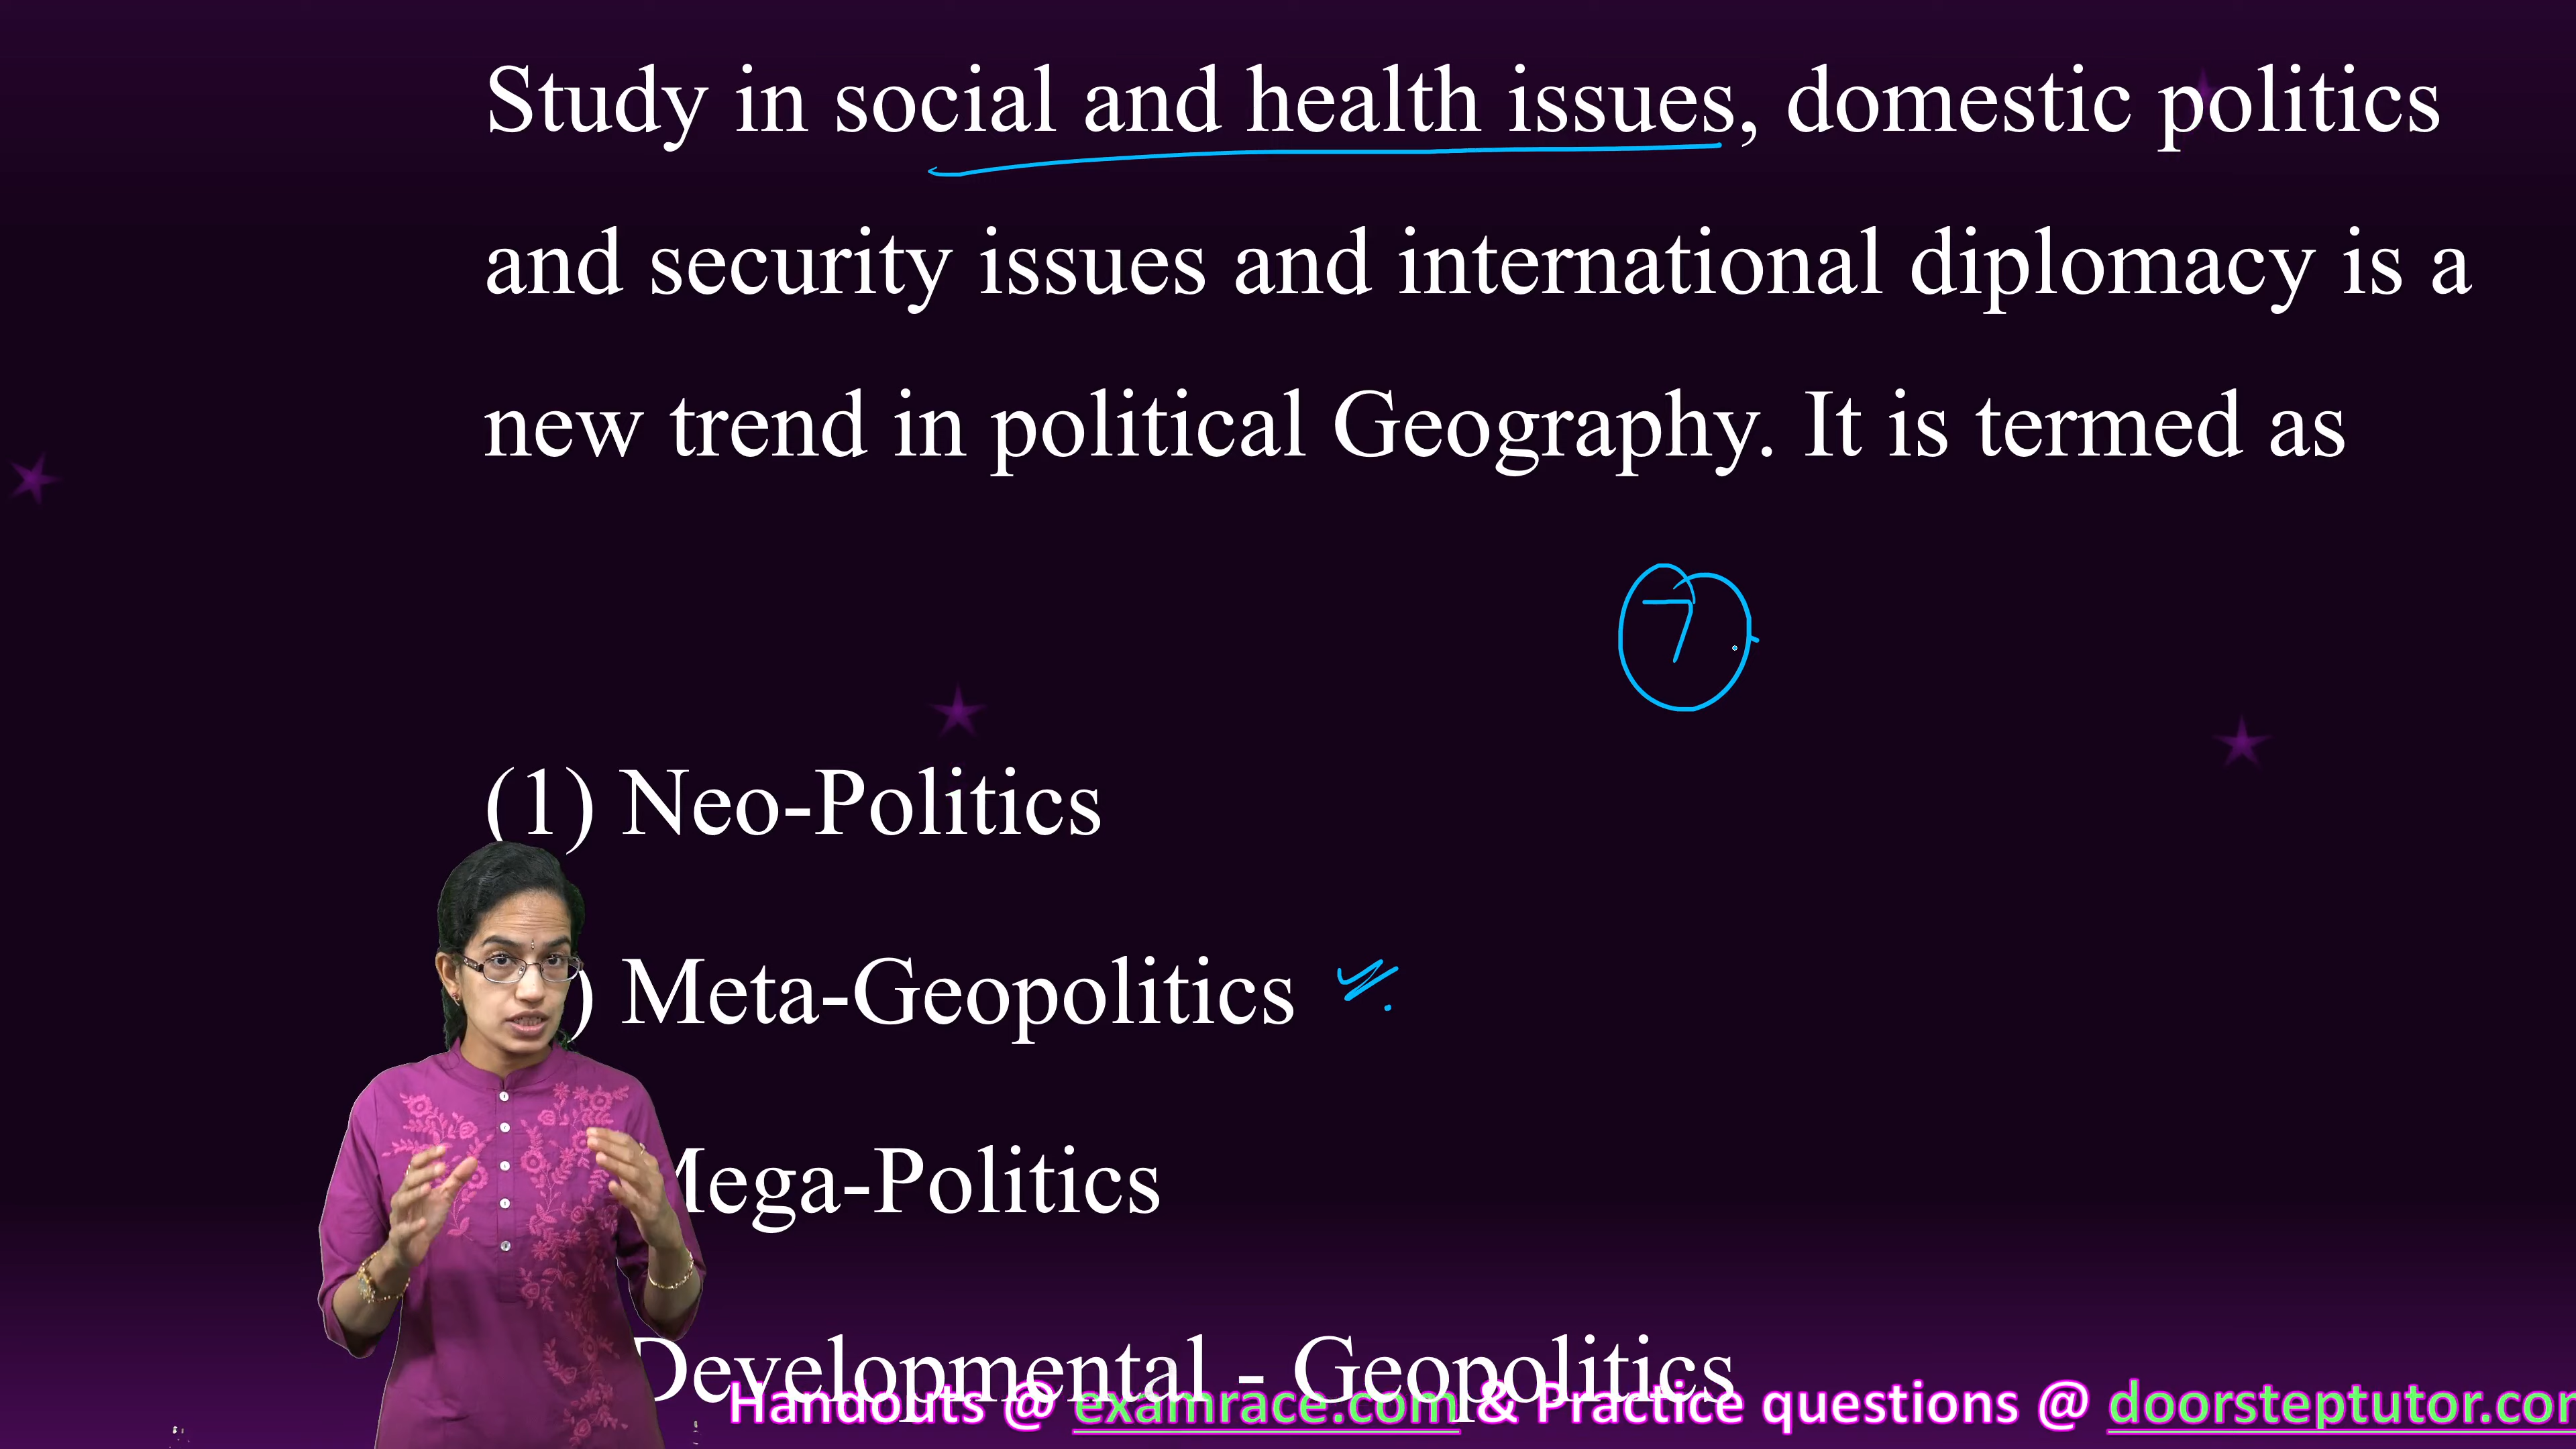 Study in social and health issues, domestic politics
and security issues and international diplomacy is a
new trend in political Geography. It is termed as
7
(1) Neo-Politics
) Meta-Geopolitics
Mega-Politics
Developmental - Geopolitics
Handouts @ examrace.com & Practice questions @ doorsteptutor.com